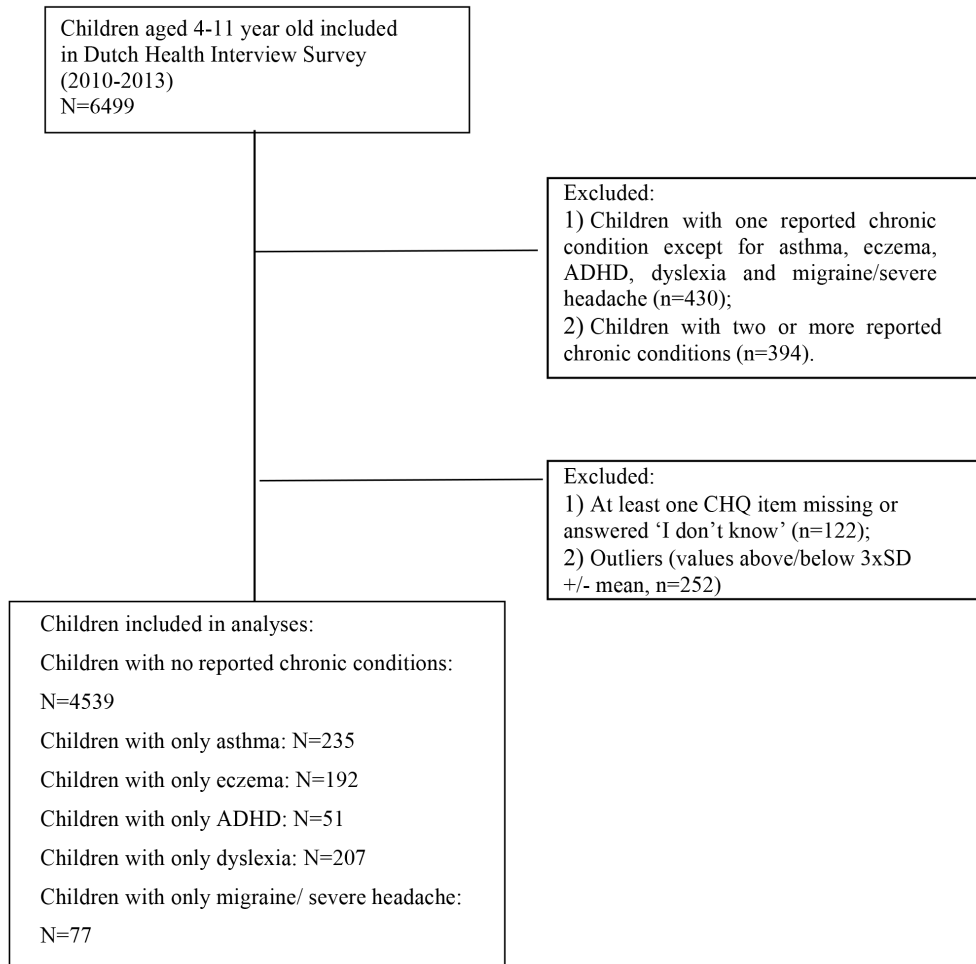 Children aged 4-11 year old included
in Dutch Health Interview Survey
(2010-2013)
N=6499
Excluded:
1) Children with one reported chronic
condition except for asthma, eczema,
ADHD, dyslexia and migraine/severe
headache (n=430);
2) Children with two or more reported
chronic conditions (n=394).
Excluded:
1) At least one CHQ item missing or
answered ‘I don’t know’ (n=122);
2) Outliers (values above/below 3xSD
+/- mean, n=252)
Children included in analyses:
Children with no reported chronic conditions:
N=4539
Children with only asthma: N=235
Children with only eczema: N=192
Children with only ADHD: N=51
Children with only dyslexia: N=207
Children with only migraine/ severe headache:
N=77